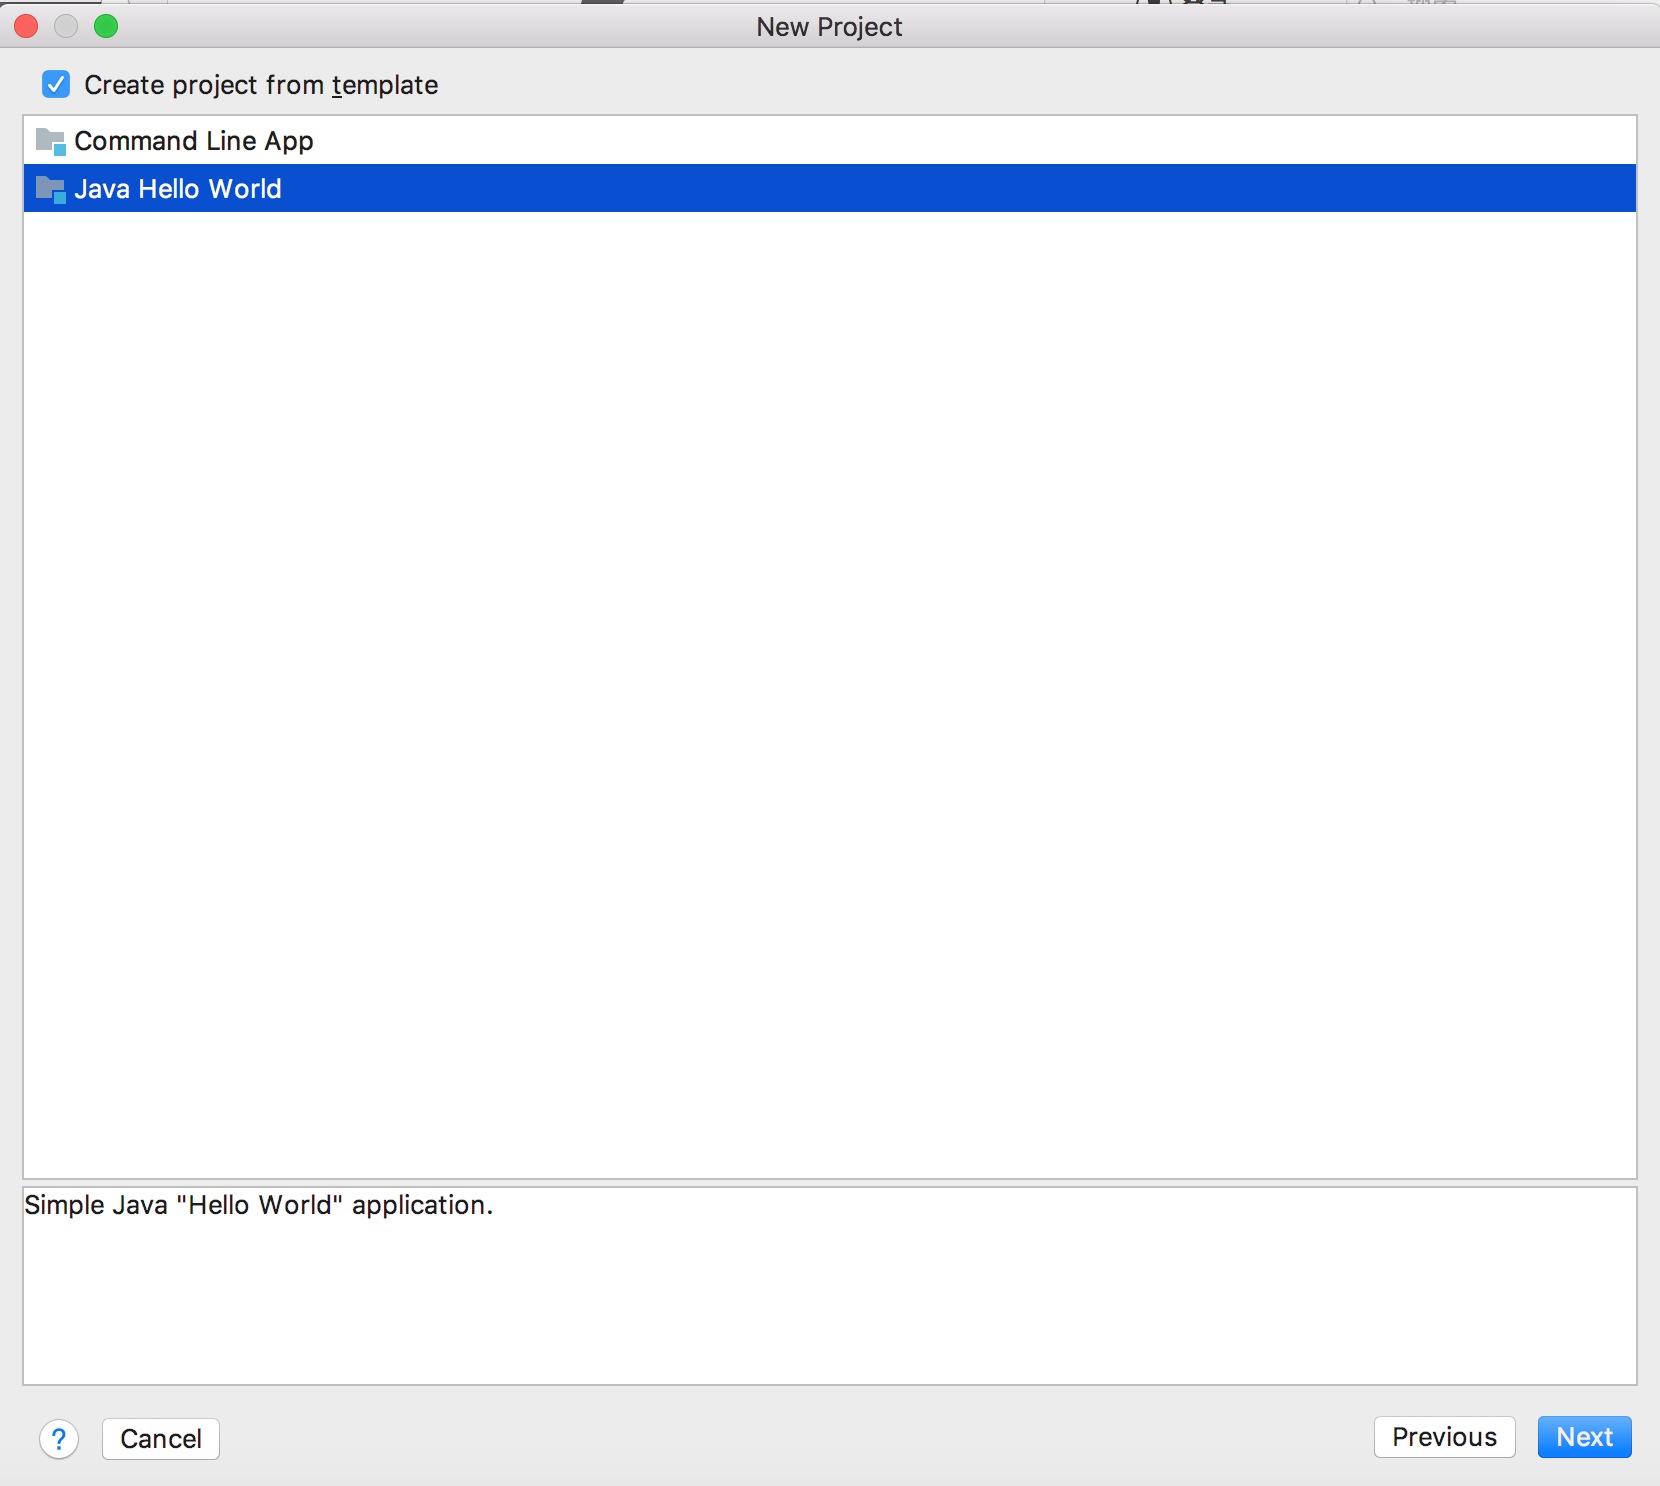 New Project
Create project from template
Command Line App
Java Hello World
Simple Java "Hello World" application.
?
Cancel
Previous
Next